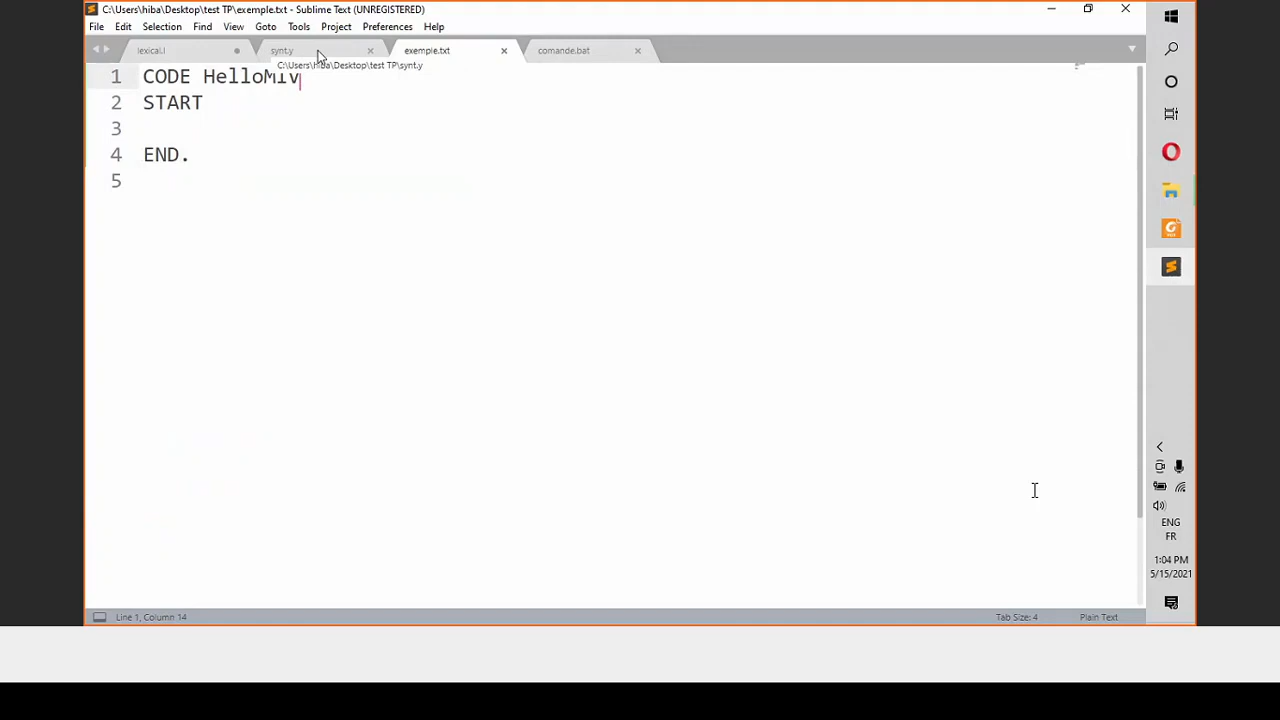 C:\Users\hiba\Desktop\test TP\exemple.txt - Sublime Text (UNREGISTERED)
File Edit Selection Find View Goto Tools Project Preferences Help
lexical.l synt.y exemple.txt comande.bat
C:\Users\hiba\Desktop\test TP\synt.y
1 CODE HelloMiv
2 START
3
4 END.
5
ENG
FR
1:04 PM
5/15/2021
Line 1, Column 14 Tab Size: 4 Plain Text